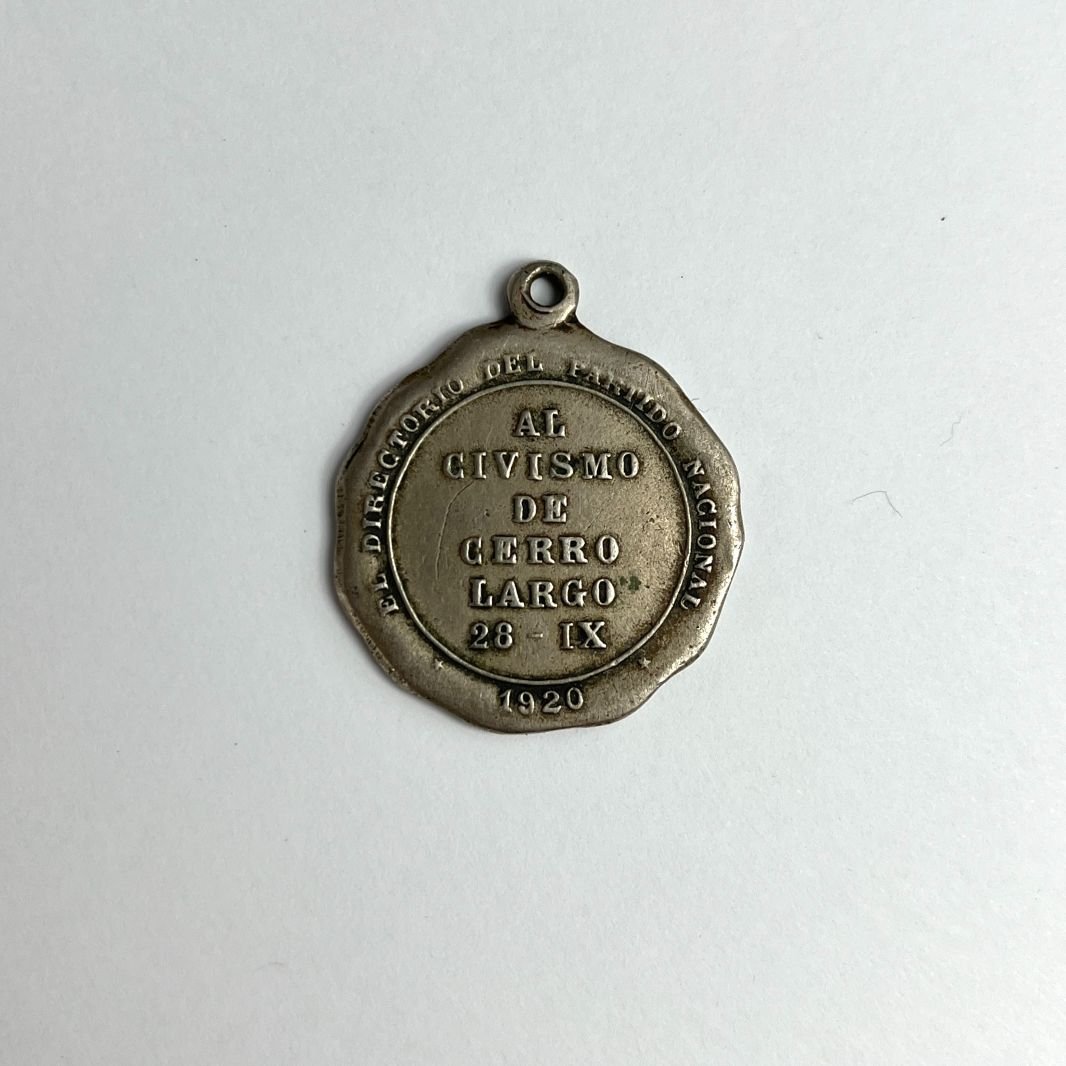 EL DIRECTORIO DEL PARTIDO NACIONAL
AL
CIVISMO
DE
CERRO
LARGO
28 - IX
1920